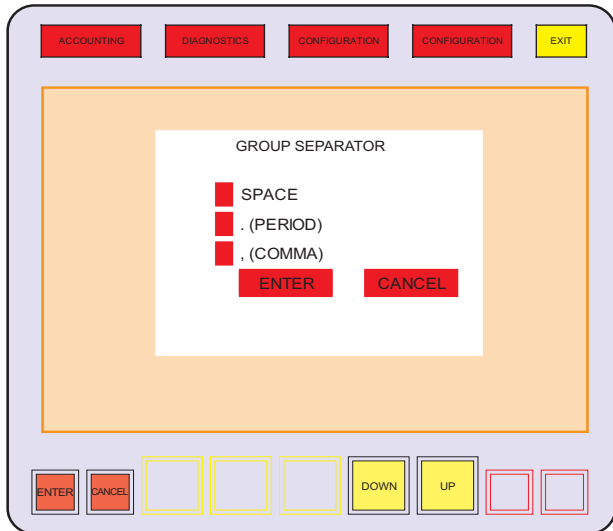 ACCOUNTING DIAGNOSTICS CONFIGURATION CONFIGURATION EXIT
GROUP SEPARATOR
SPACE
. (PERIOD)
, (COMMA)
ENTER CANCEL
ENTER CANCEL DOWN UP